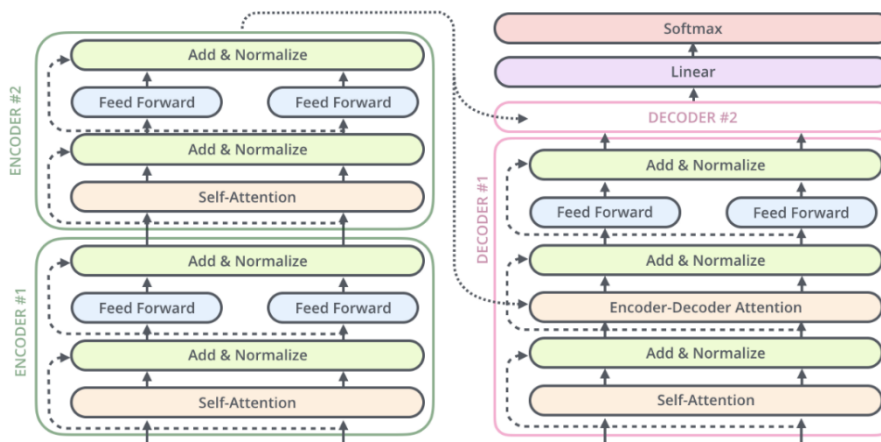 ENCODER #2
Add & Normalize
Feed Forward Feed Forward
Add & Normalize
Self-Attention
ENCODER #1
Add & Normalize
Feed Forward Feed Forward
Add & Normalize
Self-Attention
Softmax
Linear
DECODER #2
DECODER #1
Add & Normalize
Feed Forward Feed Forward
Add & Normalize
Encoder-Decoder Attention
Add & Normalize
Self-Attention